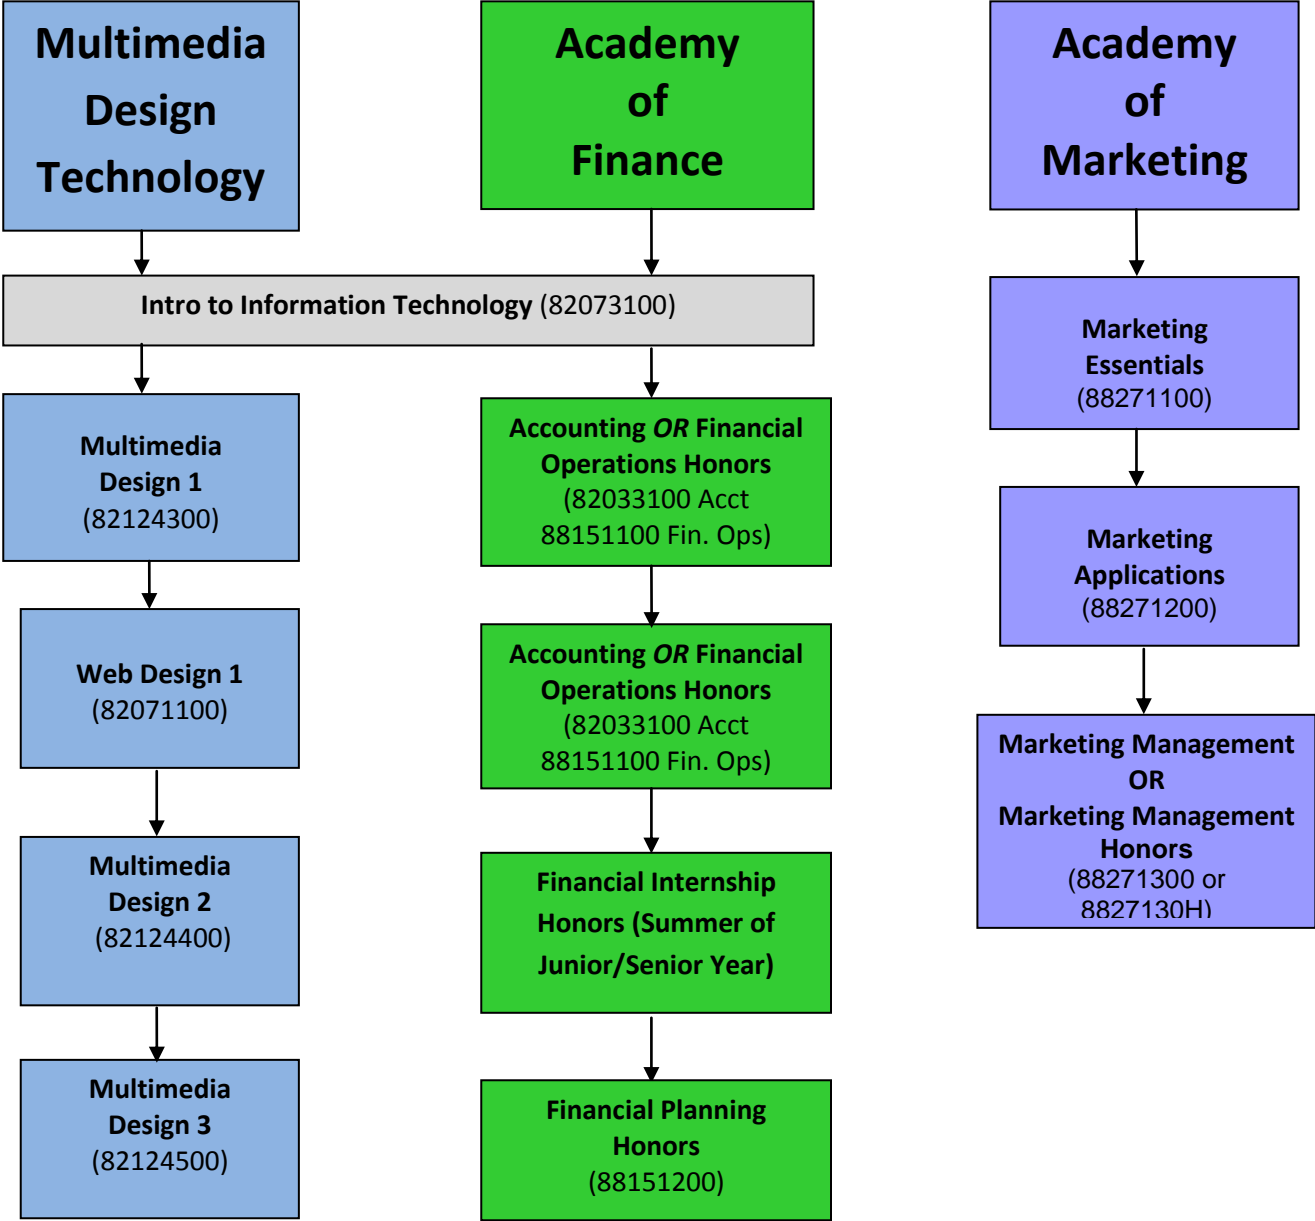 Multimedia
Design
Technology
Academy
of
Finance
Academy
of
Marketing
Intro to Information Technology (82073100)
Multimedia
Design 1
(82124300)
Web Design 1
(82071100)
Multimedia
Design 2
(82124400)
Multimedia
Design 3
(82124500)
Accounting OR Financial
Operations Honors
(82033100 Acct
88151100 Fin. Ops)
Accounting OR Financial
Operations Honors
(82033100 Acct
88151100 Fin. Ops)
Financial Internship
Honors (Summer of
Junior/Senior Year)
Financial Planning
Honors
(88151200)
Marketing
Essentials
(88271100)
Marketing
Applications
(88271200)
Marketing Management
OR
Marketing Management
Honors
(88271300 or
8827130H)